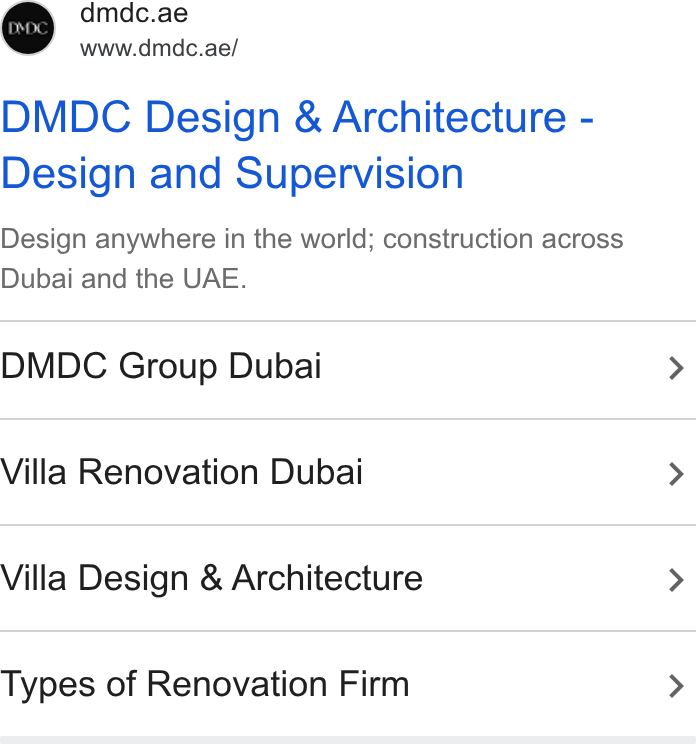 DMDC
dmdc.ae
www.dmdc.ae/
DMDC Design & Architecture -
Design and Supervision
Design anywhere in the world; construction across
Dubai and the UAE.
DMDC Group Dubai
Villa Renovation Dubai
Villa Design & Architecture
Types of Renovation Firm